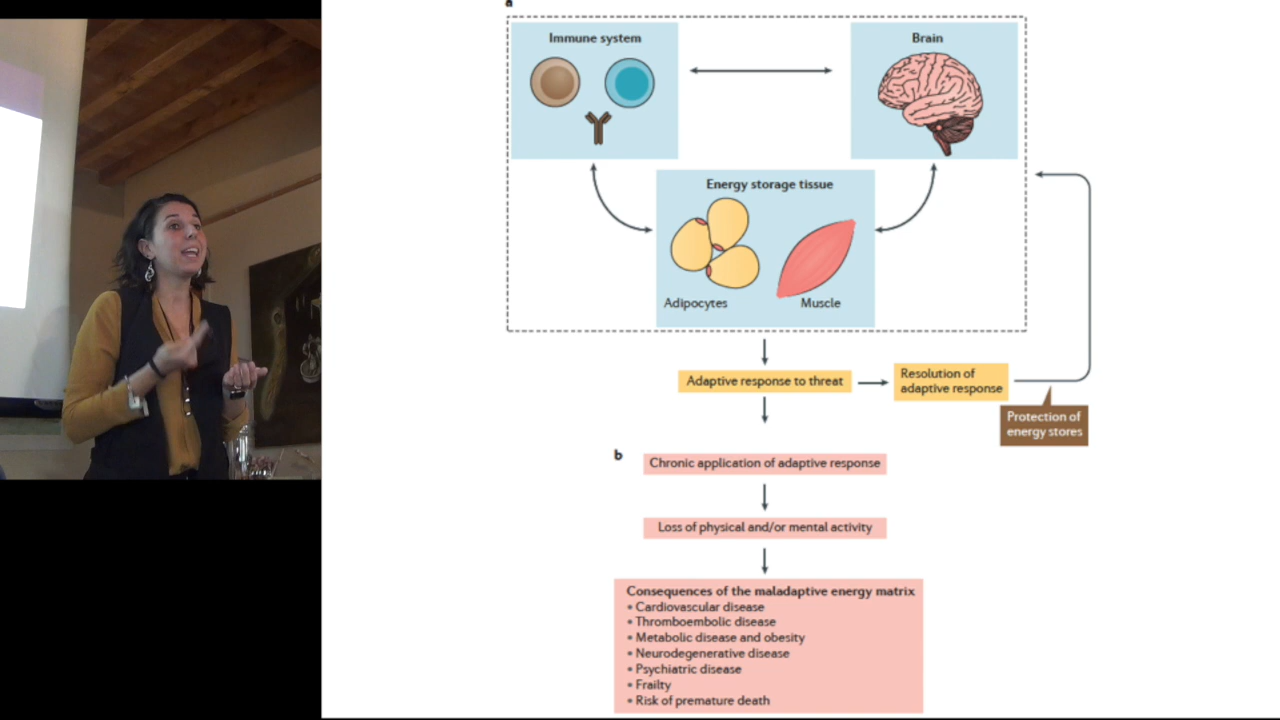 a
Immune system
Brain
Energy storage tissue
Adipocytes
Muscle
Adaptive response to threat
Resolution of
adaptive response
Protection of
energy stores
b
Chronic application of adaptive response
Loss of physical and/or mental activity
Consequences of the maladaptive energy matrix
• Cardiovascular disease
• Thromboembolic disease
• Metabolic disease and obesity
• Neurodegenerative disease
• Psychiatric disease
• Frailty
• Risk of premature death